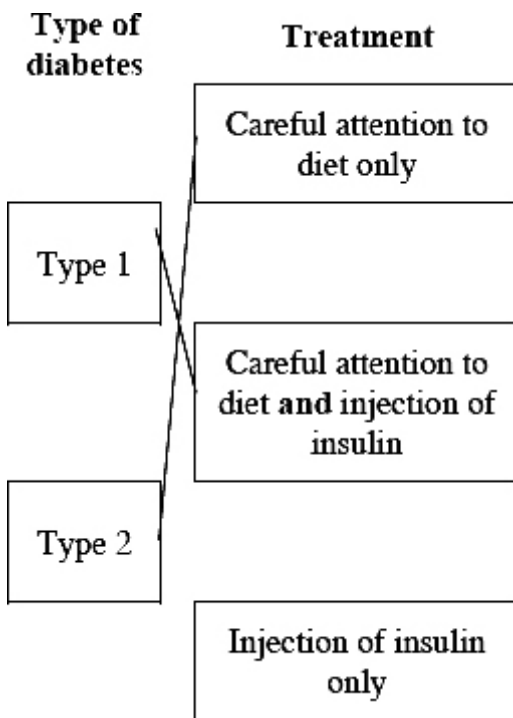 Type of
diabetes
Treatment
Careful attention to
diet only
Type 1
Careful attention to
diet and injection of
insulin
Type 2
Injection of insulin
only